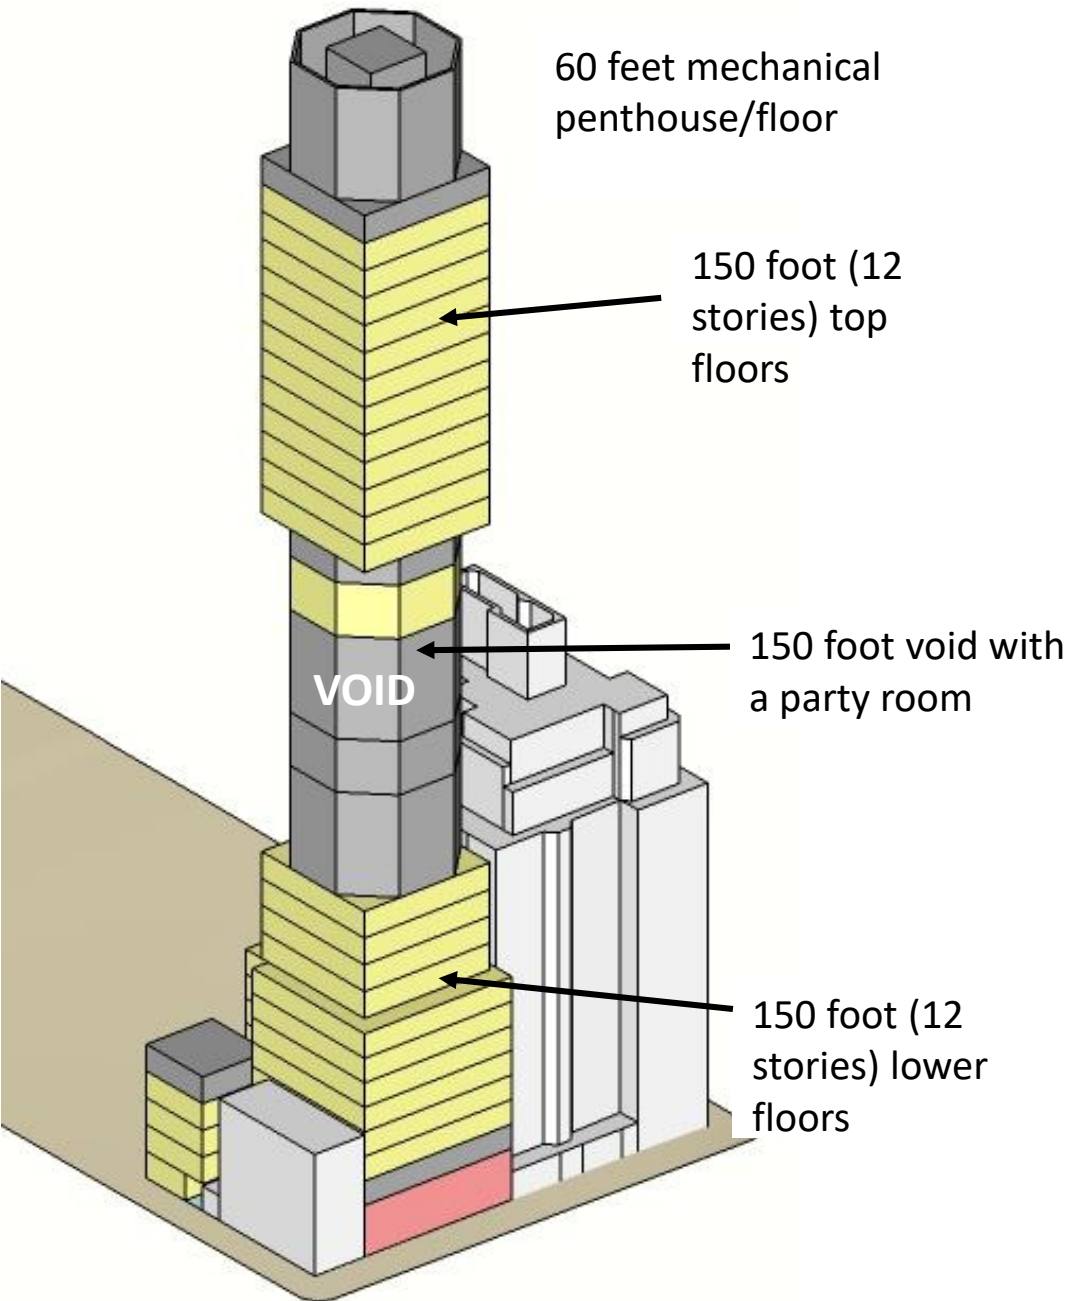 60 feet mechanical
penthouse/floor
150 foot (12
stories) top
floors
150 foot void with
a party room
VOID
150 foot (12
stories) lower
floors